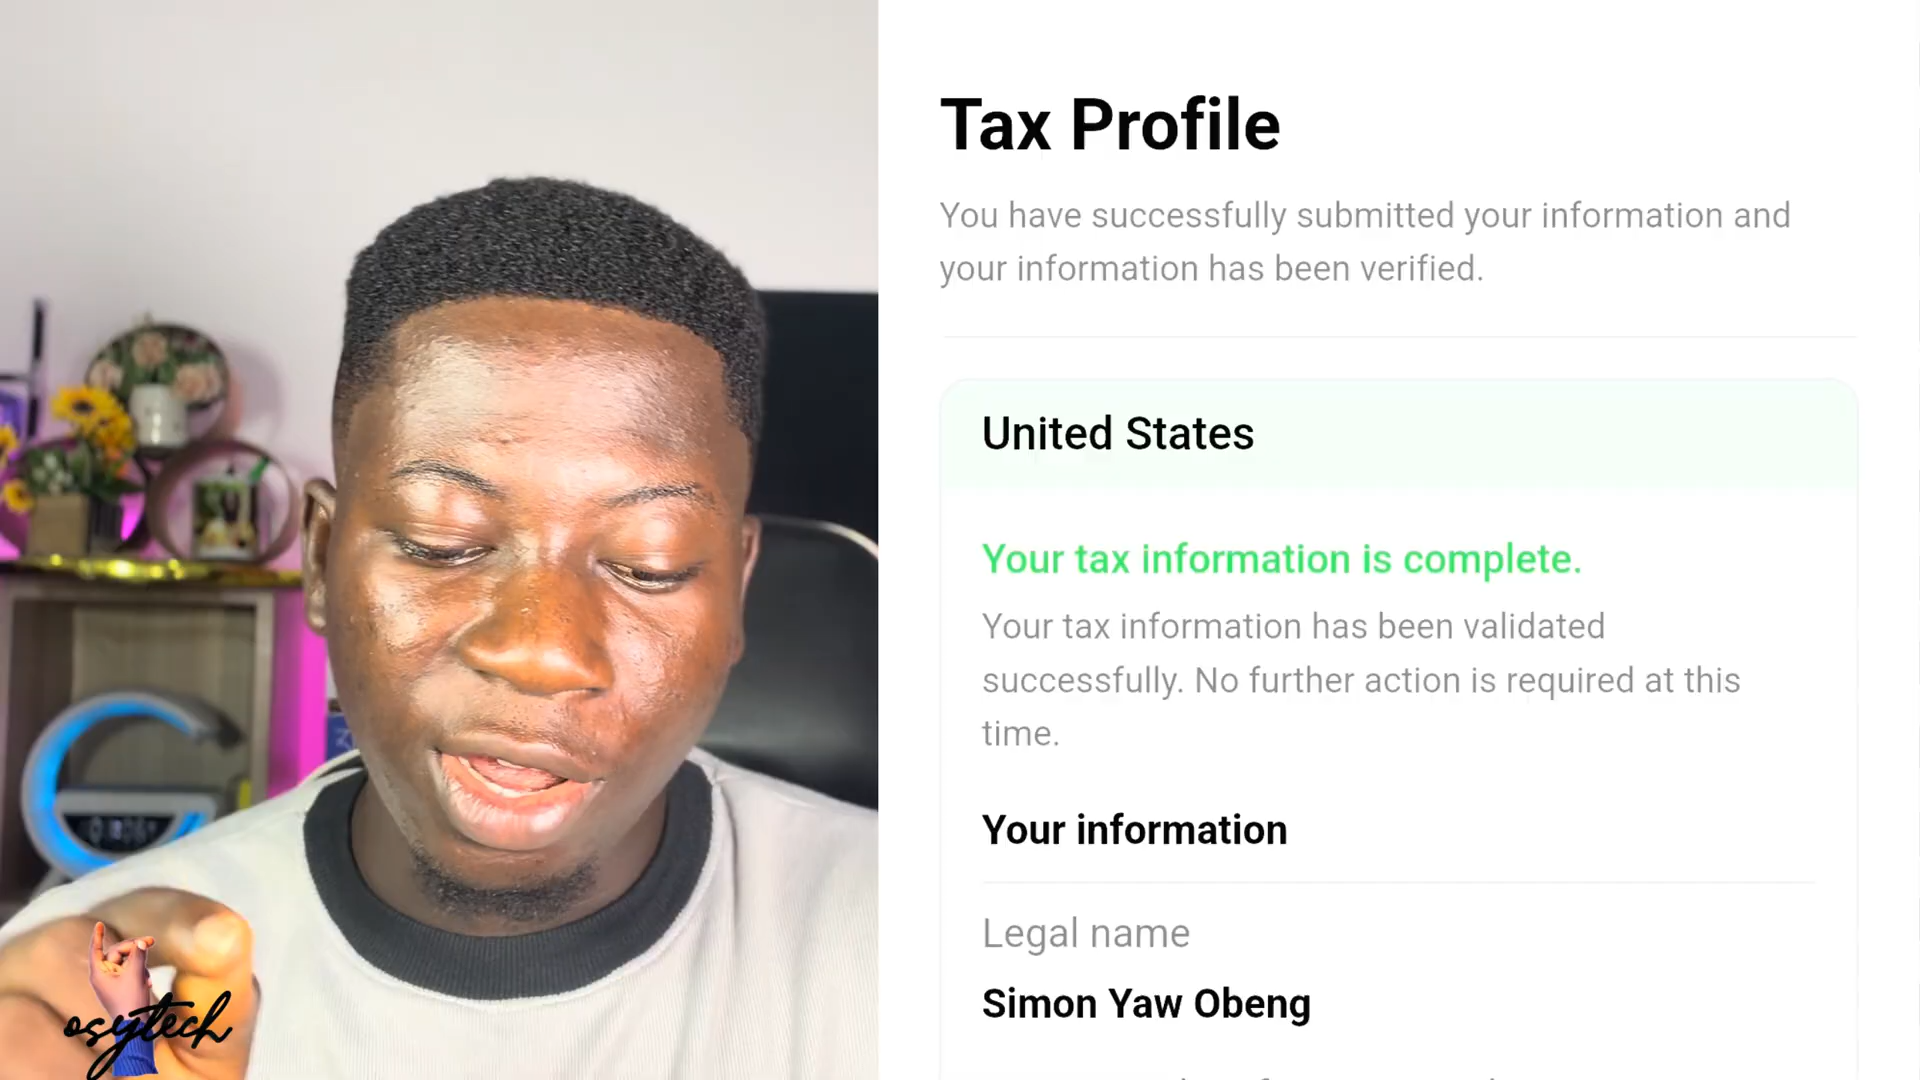 Tax Profile
You have successfully submitted your information and
your information has been verified.
United States
Your tax information is complete.
Your tax information has been validated
successfully. No further action is required at this
time.
Your information
Legal name
Simon Yaw Obeng
osytech